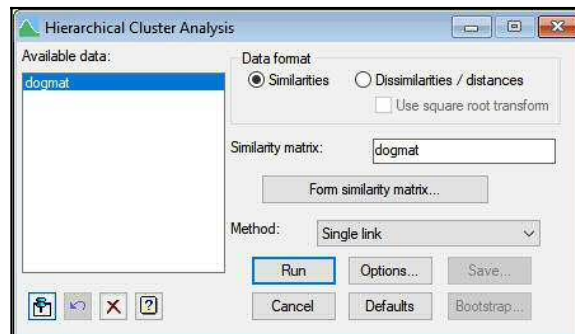 Hierarchical Cluster Analysis
Available data:
dogmat
Data format
Similarities
Dissimilarities / distances
Use square root transform
Similarity matrix:
dogmat
Form similarity matrix...
Method:
Single link
Run
Options...
Save...
Cancel
Defaults
Bootstrap...